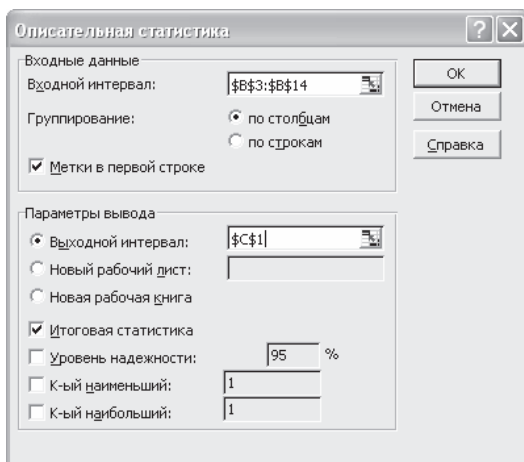 Описательная статистика
Входные данные
Входной интервал: $B$3:$B$14
Группирование: по столбцам
по строкам
Метки в первой строке
ОК
Отмена
Справка
Параметры вывода
Выходной интервал: $C$1
Новый рабочий лист:
Новая рабочая книга
Итоговая статистика
Уровень надежности: 95 %
К-ый наименьший: 1
К-ый наибольший: 1